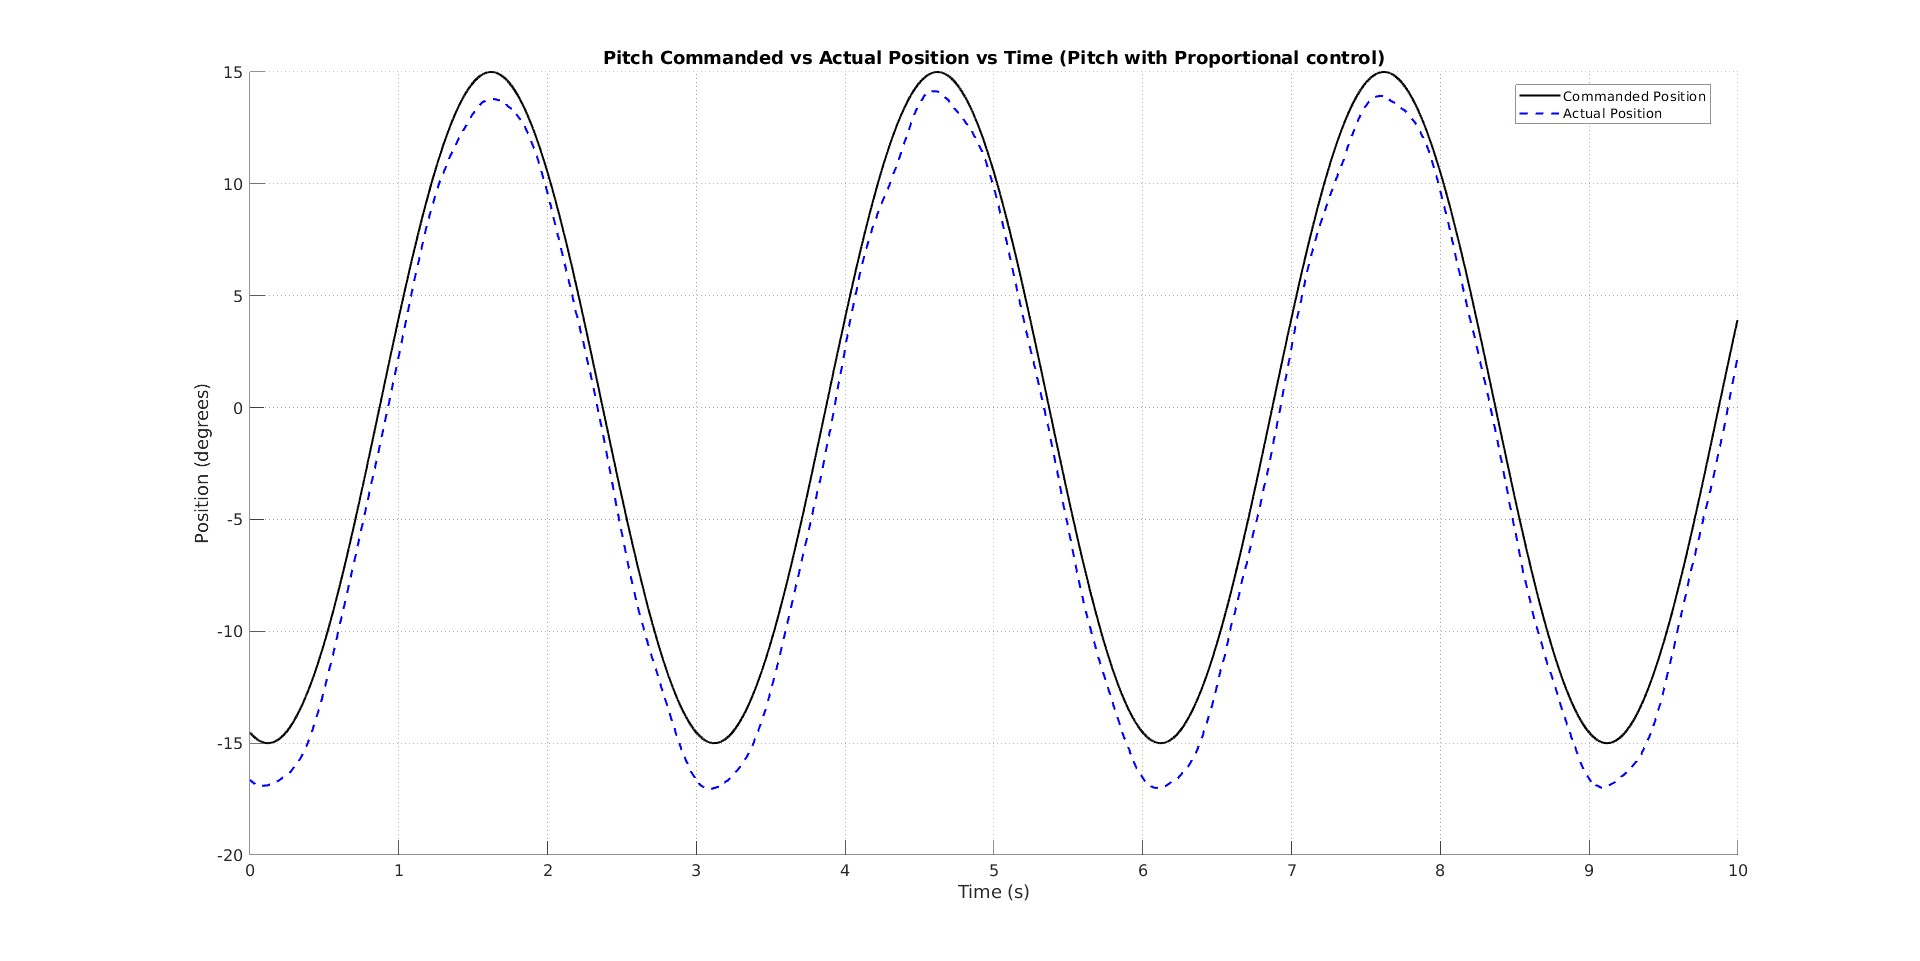 Pitch Commanded vs Actual Position vs Time (Pitch with Proportional control)
Commanded Position
Actual Position
15
10
5
0
-5
-10
-15
-20
Position (degrees)
0 1 2 3 4 5 6 7 8 9 10
Time (s)